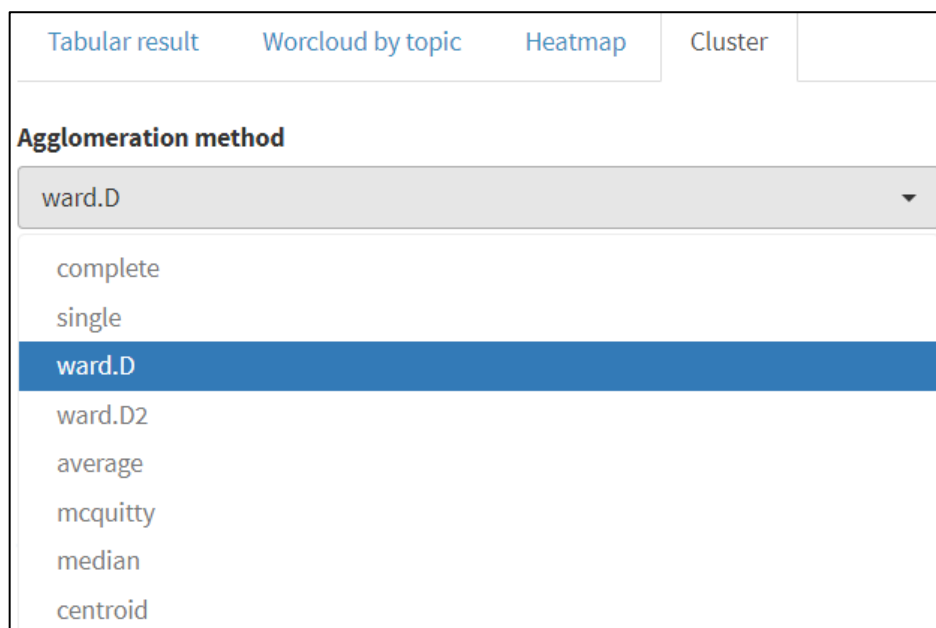 Tabular result Worcloud by topic Heatmap Cluster
Agglomeration method
ward.D
complete
single
ward.D
ward.D2
average
mcquitty
median
centroid